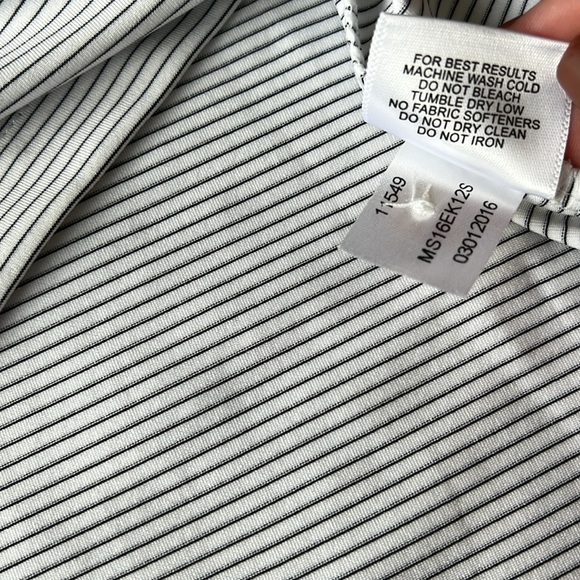 FOR BEST RESULTS
MACHINE WASH COLD
DO NOT BLEACH
TUMBLE DRY LOW
NO FABRIC SOFTENERS
DO NOT DRY CLEAN
DO NOT IRON
11549
MS16EK12S
03012016